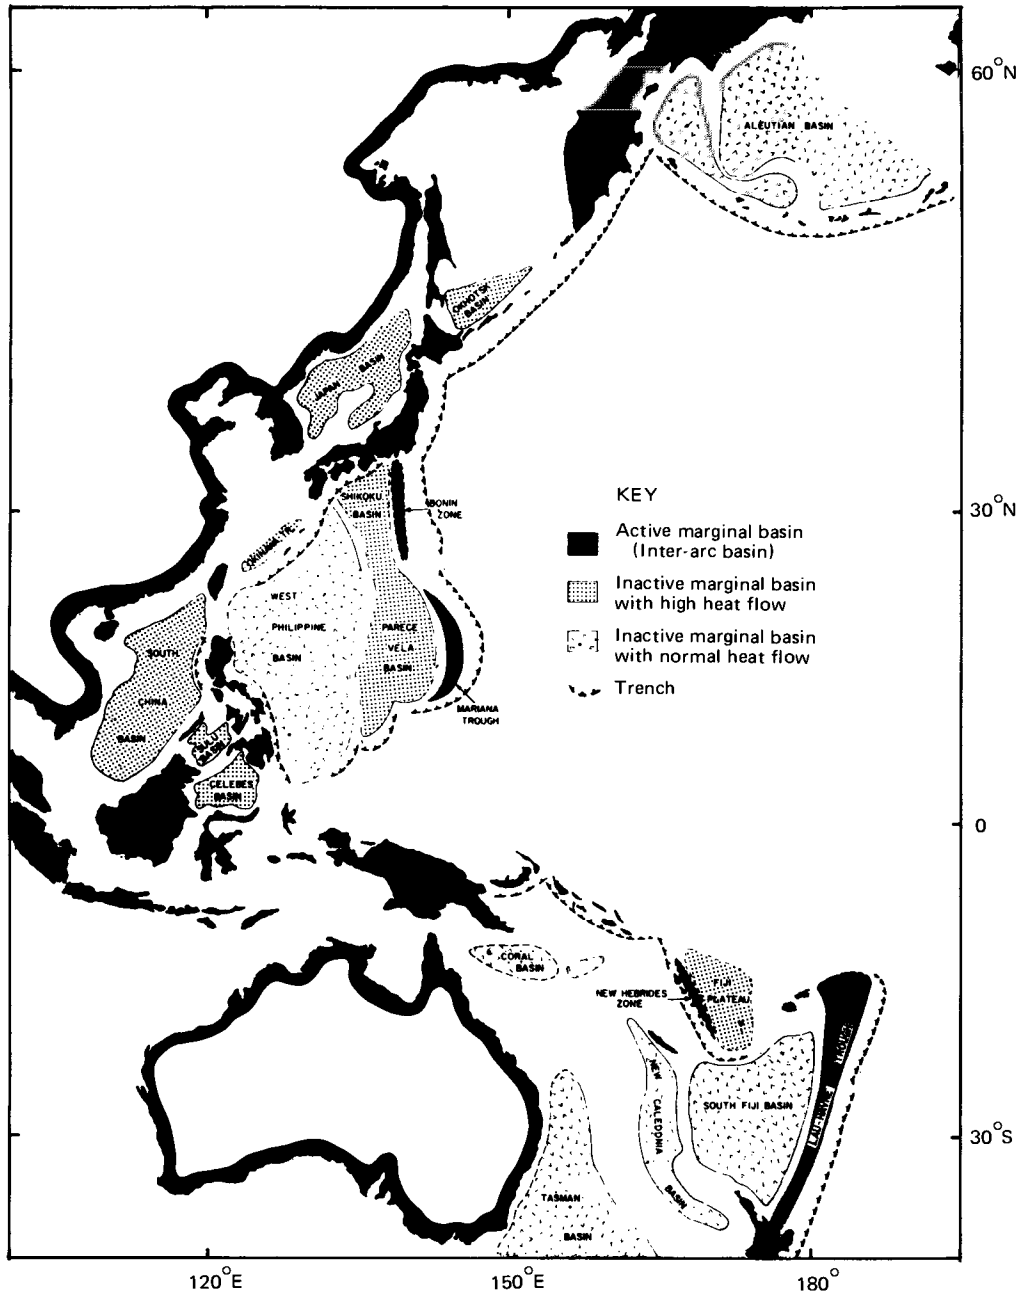 60°N
ALEUTIAN BASIN
OKHOTSK
BASIN
JAPAN BASIN
SHIKOKU
BASIN
BONIN
ZONE
KEY
Active marginal basin
(Inter-arc basin)
Inactive marginal basin
with high heat flow
Inactive marginal basin
with normal heat flow
Trench
30°N
OKINAWA TR.
WEST
PHILIPPINE
BASIN
PARECE
VELA
BASIN
MARIANA
TROUGH
SOUTH
CHINA
BASIN
SULU
BASIN
CELEBES
BASIN
0
CORAL
BASIN
NEW HEBRIDES
ZONE
FIJI
PLATEAU
LAU-HAVRE TROUGH
NEW CALEDONIA BASIN
SOUTH FIJI BASIN
30°S
TASMAN
BASIN
120°E
150°E
180°